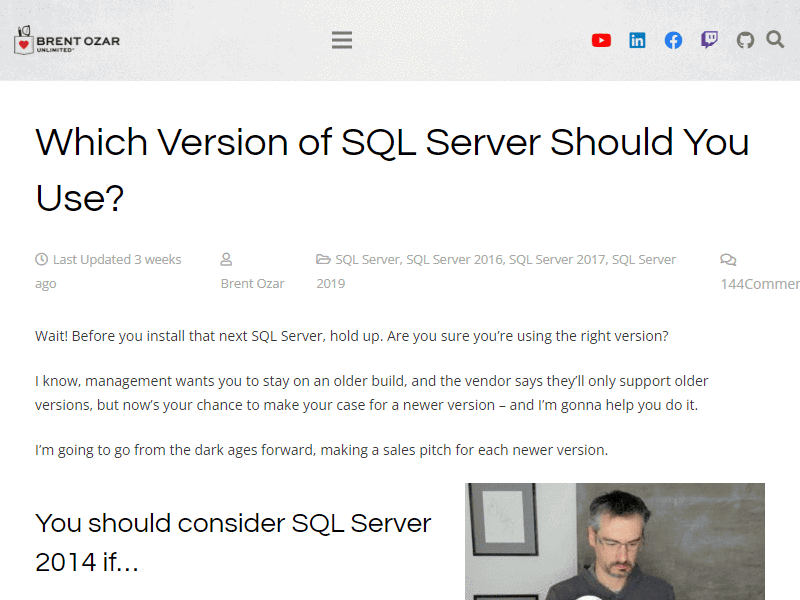 BRENT OZAR
UNLIMITED®
Which Version of SQL Server Should You
Use?
Last Updated 3 weeks
ago
Brent Ozar
SQL Server, SQL Server 2016, SQL Server 2017, SQL Server
2019
144Commen
Wait! Before you install that next SQL Server, hold up. Are you sure you’re using the right version?
I know, management wants you to stay on an older build, and the vendor says they’ll only support older
versions, but now’s your chance to make your case for a newer version – and I’m gonna help you do it.
I’m going to go from the dark ages forward, making a sales pitch for each newer version.
You should consider SQL Server
2014 if…